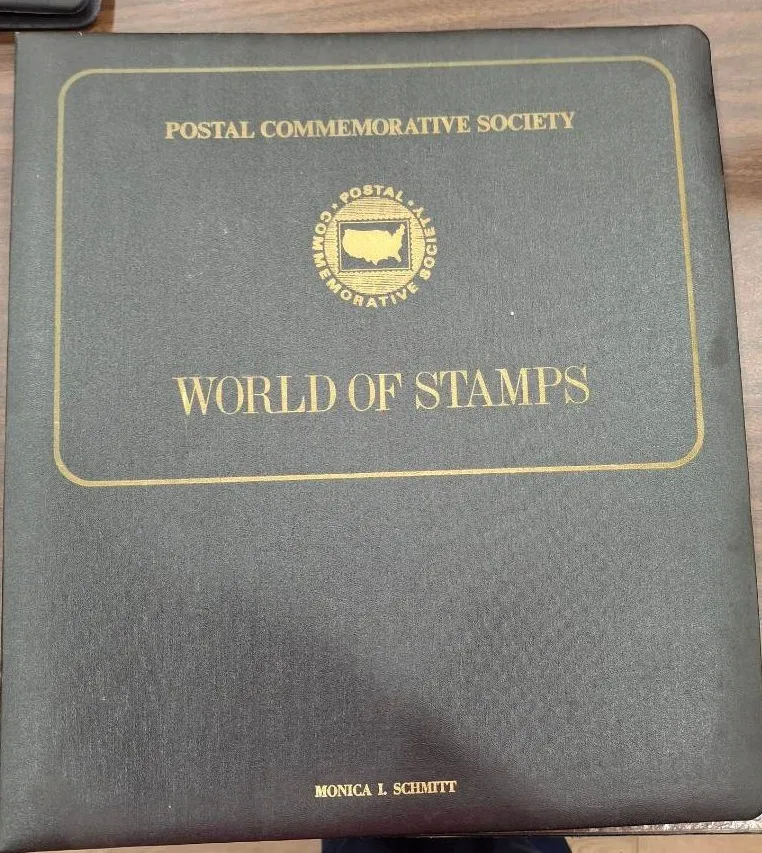 POSTAL COMMEMORATIVE SOCIETY
POSTAL • COMMEMORATIVE SOCIETY •
WORLD OF STAMPS
MONICA I. SCHMITT